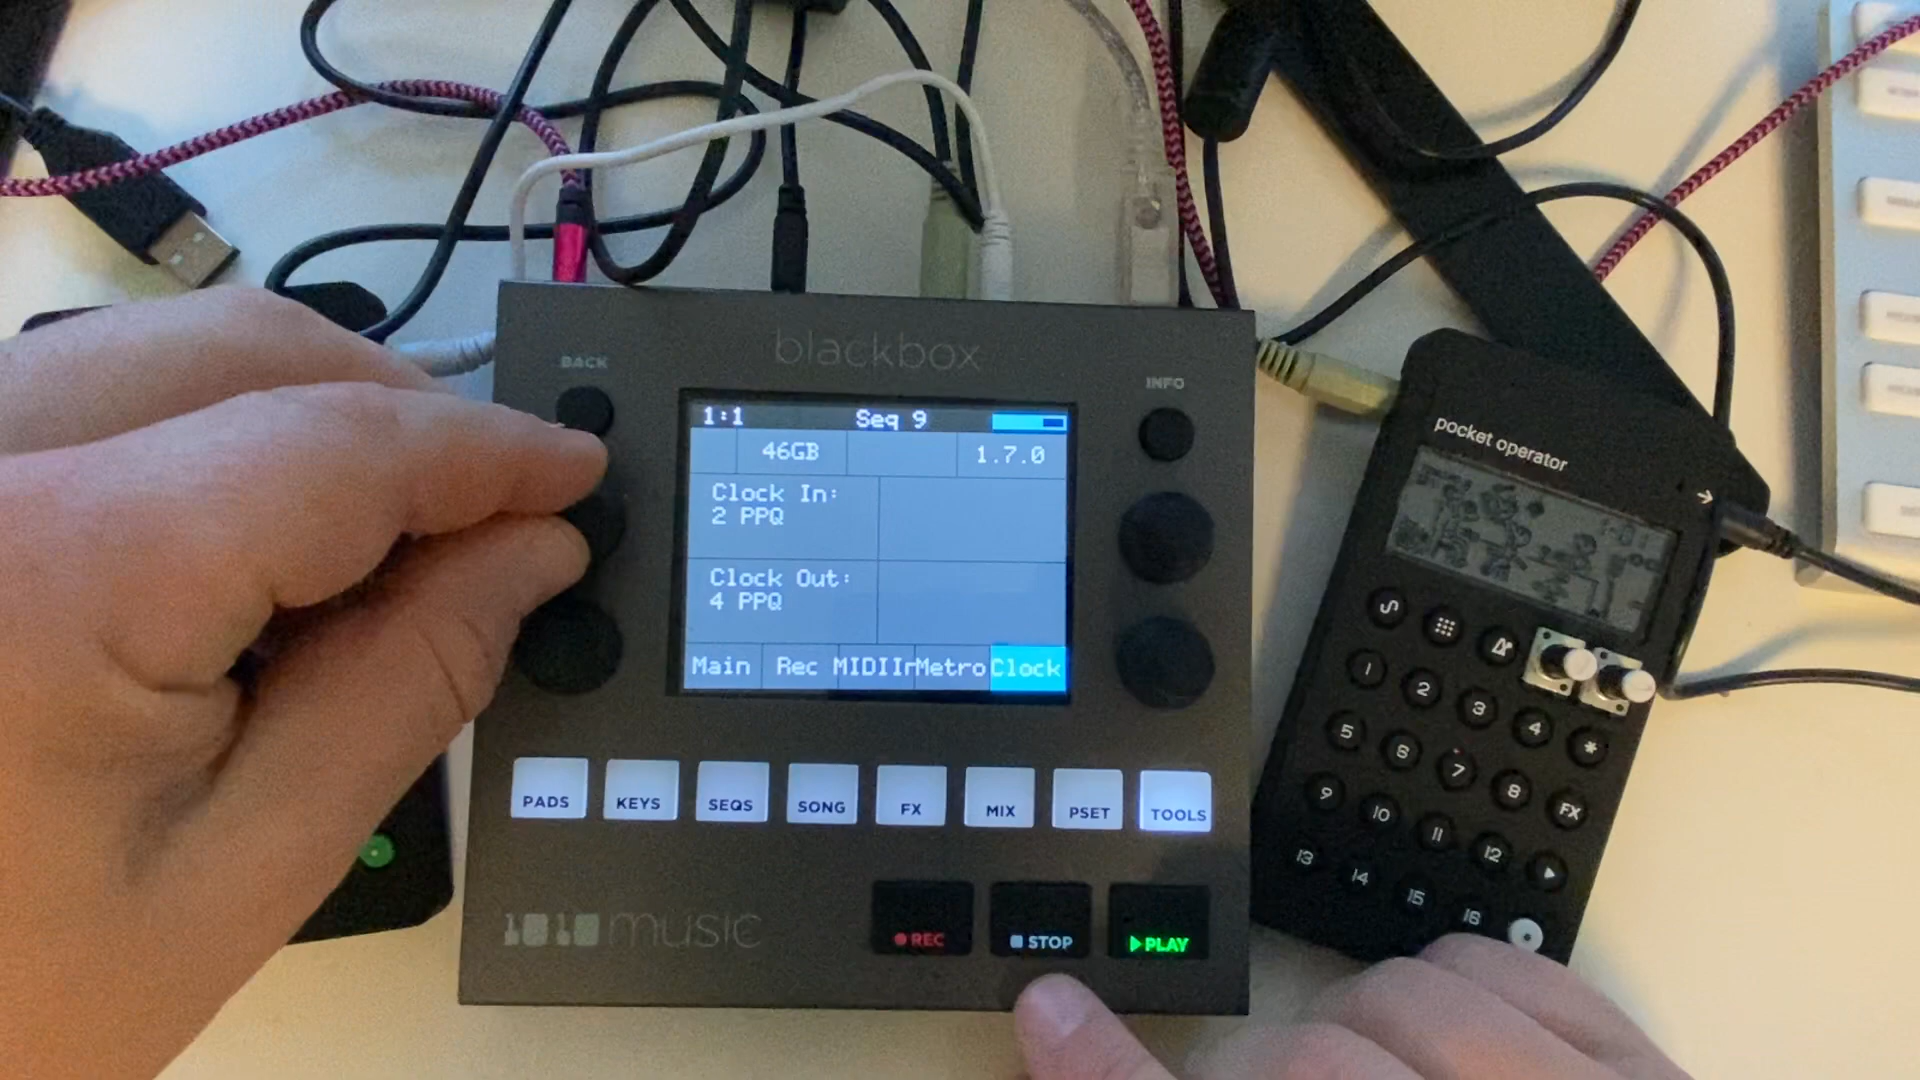 blackbox
BACK
INFO
1:1 Seq 9
46GB 1.7.0
Clock In:
2 PPQ
Clock Out:
4 PPQ
Main Rec MIDIIr Metro Clock
PADS KEYS SEQS SONG FX MIX PSET TOOLS
REC STOP PLAY
1010music
pocket operator
1 2 3 4
5 6 7 8 *
9 10 11 12 FX
13 14 15 16